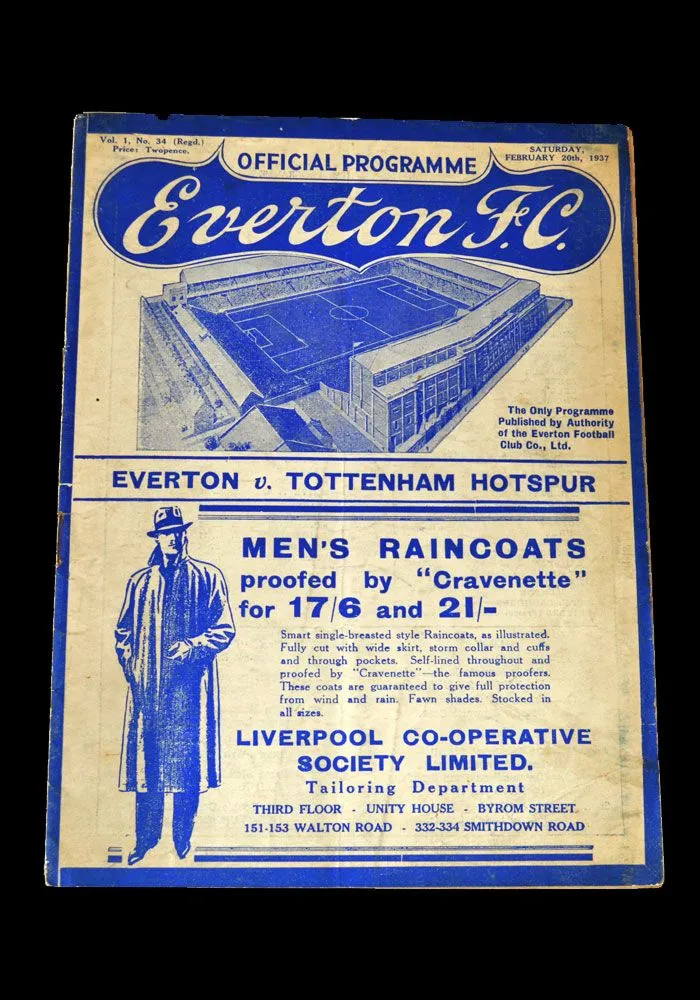 Vol. 1, No. 34 (Regd.)
Price: Twopence.
OFFICIAL PROGRAMME
SATURDAY,
FEBRUARY 20th, 1937
Everton F.C.
The Only Programme
Published by Authority
of the Everton Football
Club Co., Ltd.
EVERTON v. TOTTENHAM HOTSPUR
MEN'S RAINCOATS
proofed by "Cravenette"
for 17/6 and 21/-
Smart single-breasted style Raincoats, as illustrated.
Fully cut with wide skirt, storm collar and cuffs
and through pockets. Self-lined throughout and
proofed by "Cravenette"—the famous proofers.
These coats are guaranteed to give full protection
from wind and rain. Fawn shades. Stocked in
all sizes.
LIVERPOOL CO-OPERATIVE
SOCIETY LIMITED.
Tailoring Department
THIRD FLOOR - UNITY HOUSE - BYROM STREET
151-153 WALTON ROAD - 332-334 SMITHDOWN ROAD